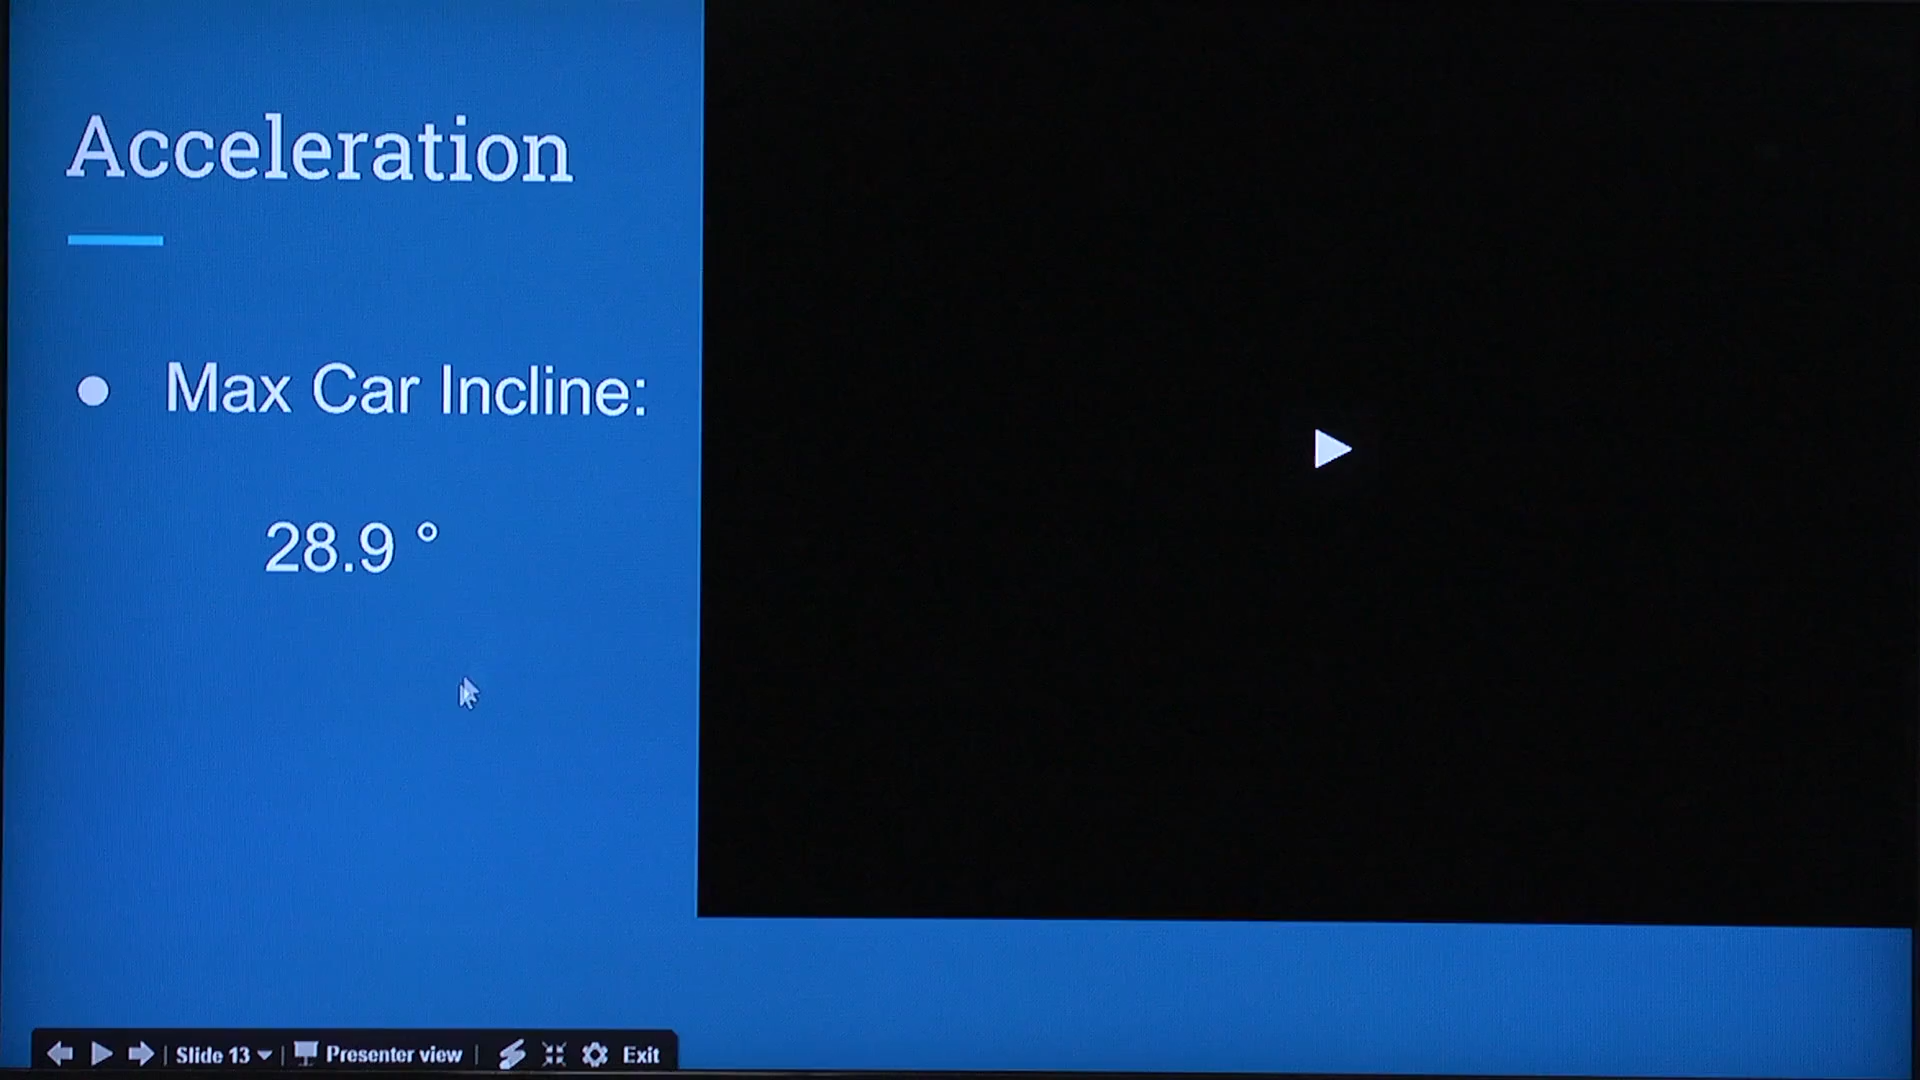 Acceleration
● Max Car Incline:
28.9 °
Slide 13
Presenter view
Exit